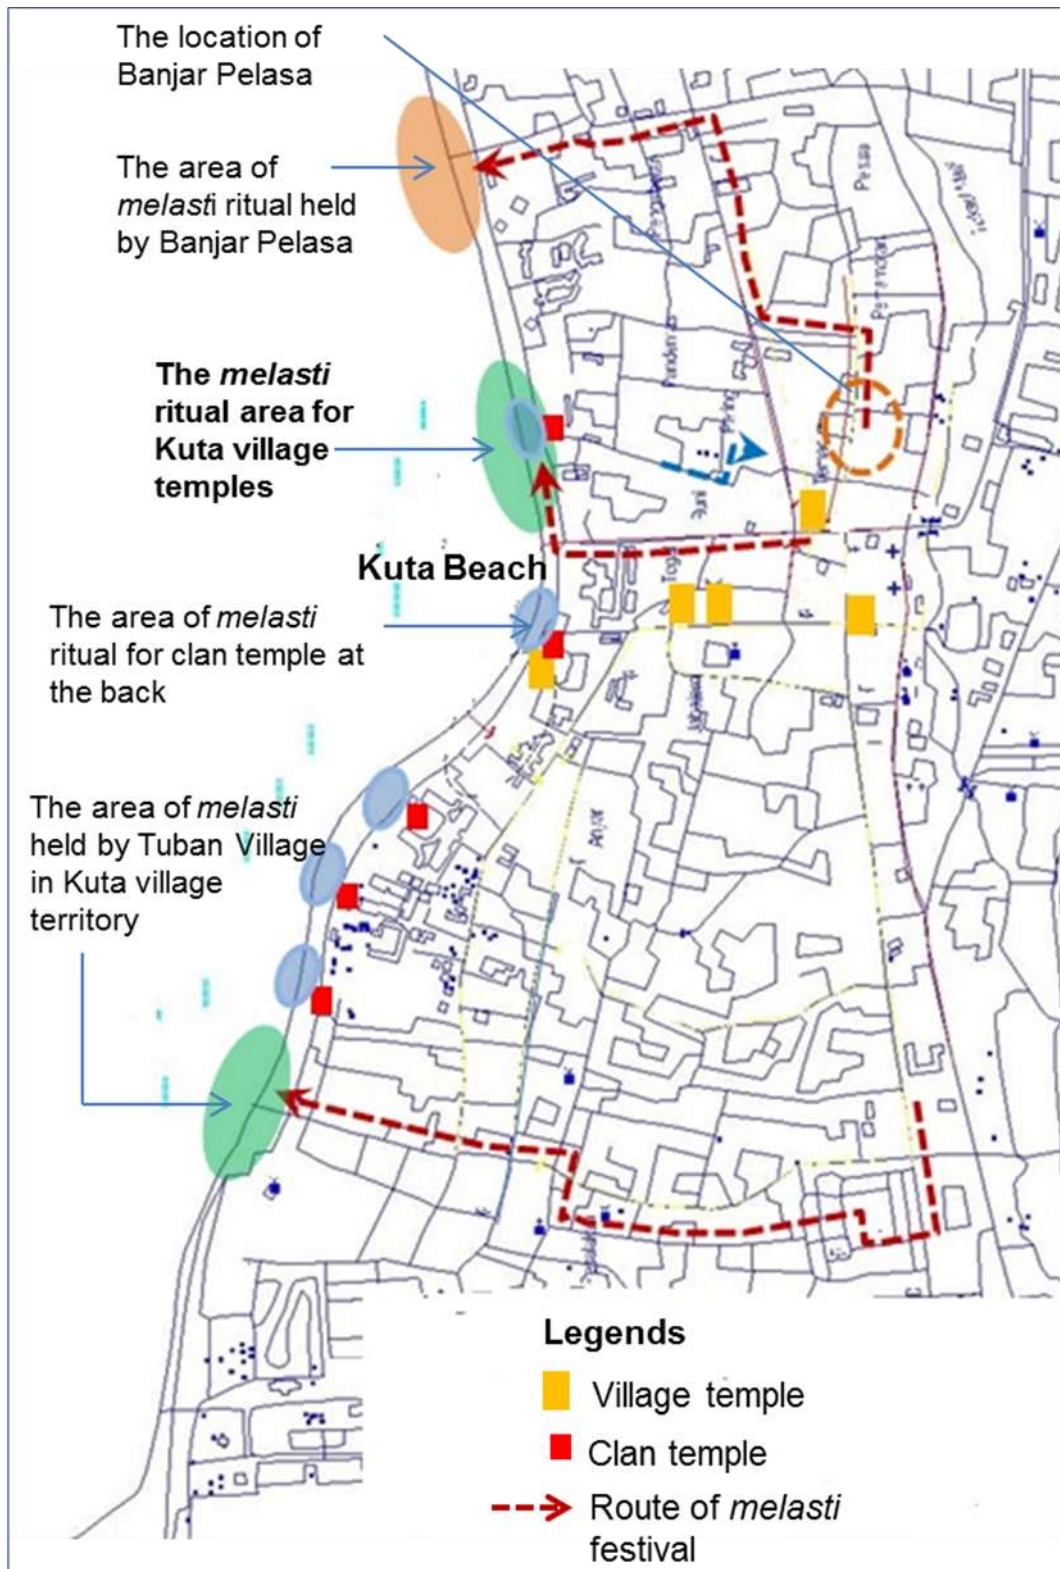 The location of
Banjar Pelasa
The area of
melasti ritual held
by Banjar Pelasa
The melasti
ritual area for
Kuta village
temples
Kuta Beach
The area of melasti
ritual for clan temple at
the back
The area of melasti
held by Tuban Village
in Kuta village
territory
Pesa
Anjar
Legends
Village temple
Clan temple
Route of melasti
festival